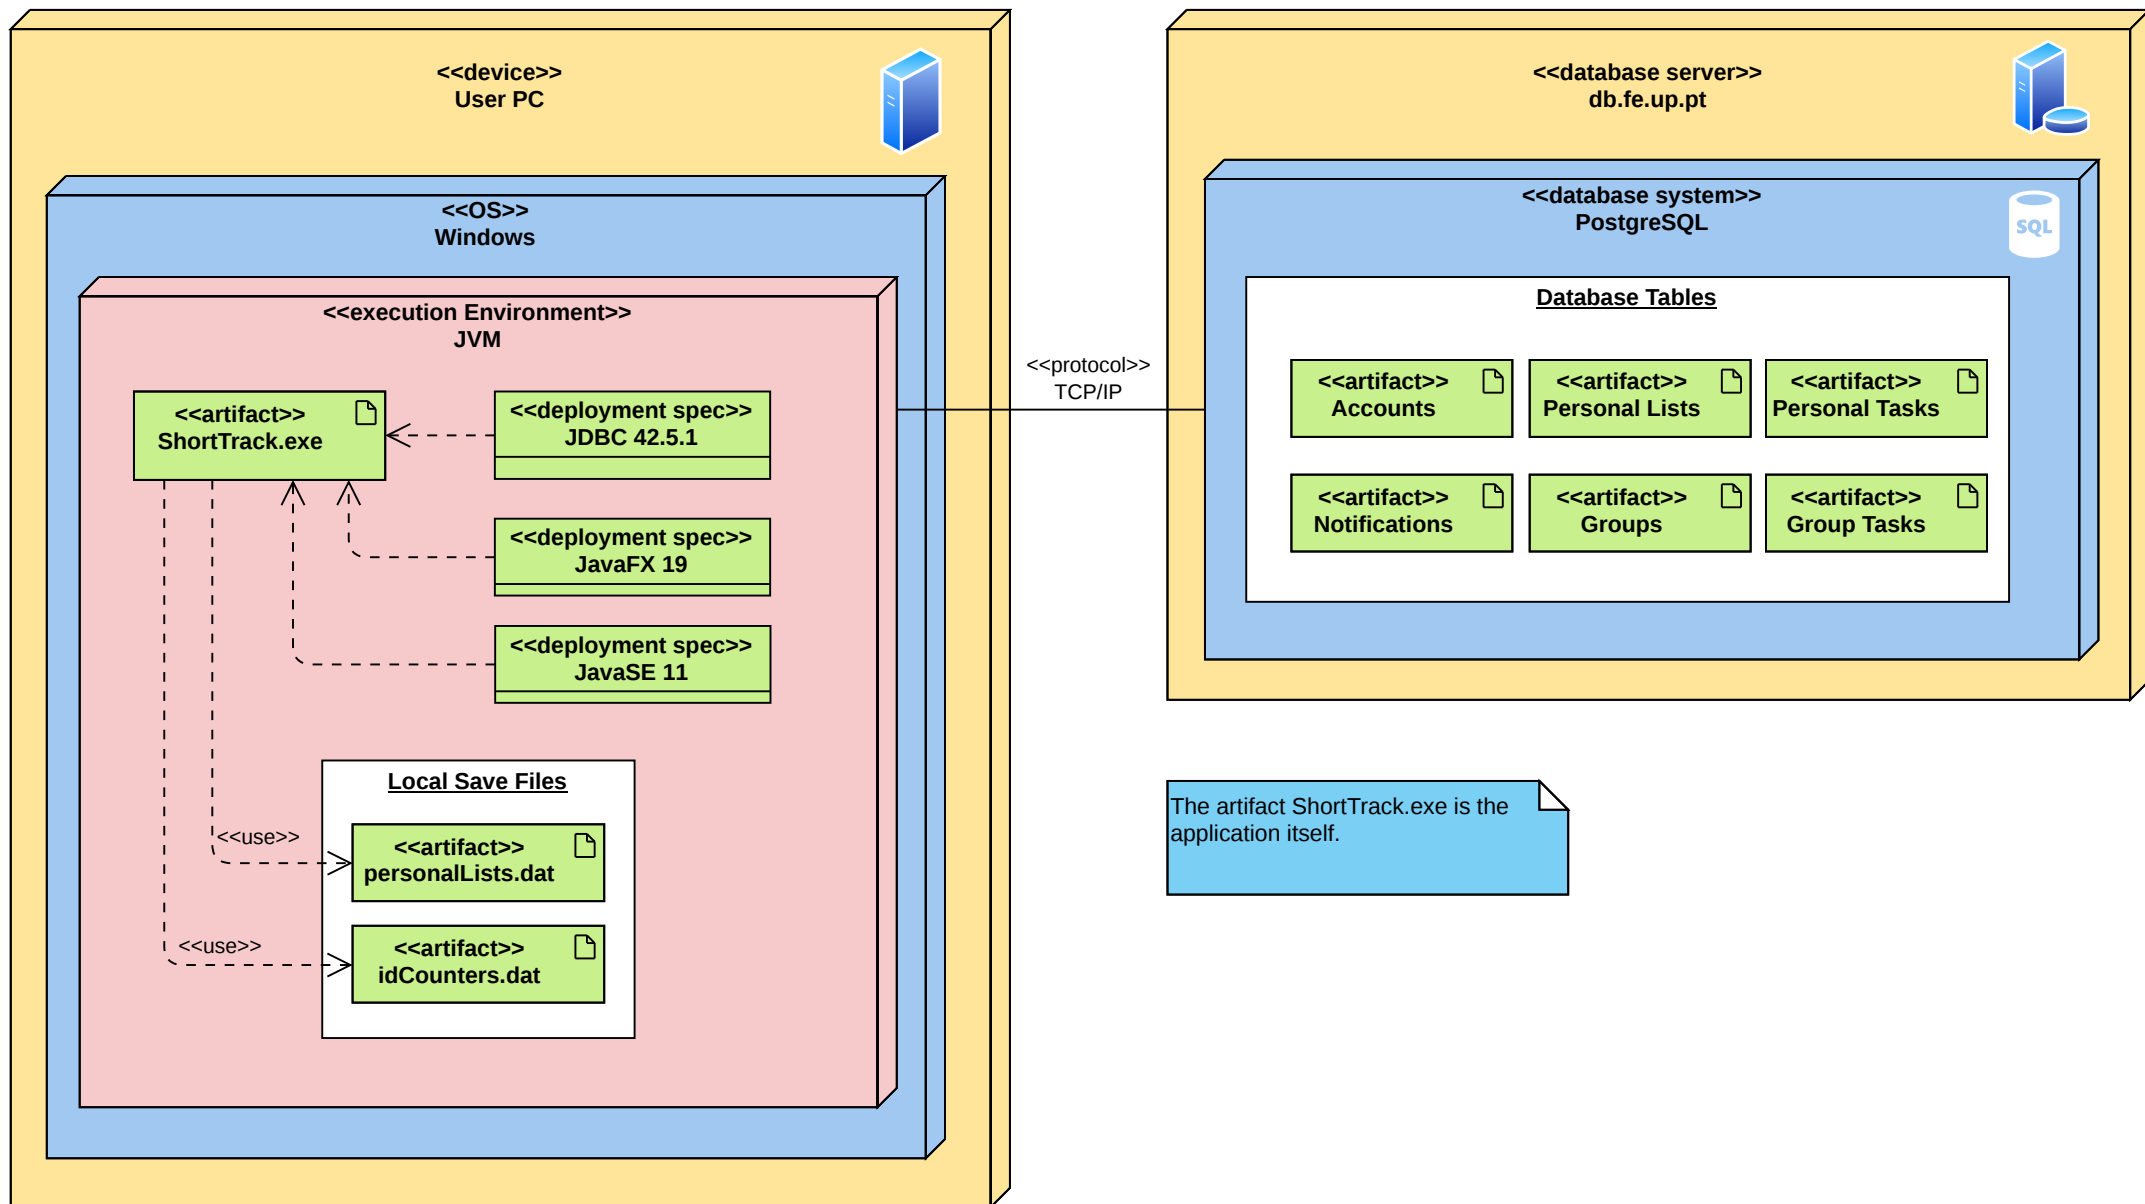 <<device>>
User PC
<<OS>>
Windows
<<execution Environment>>
JVM
<<artifact>>
ShortTrack.exe
<<deployment spec>>
JDBC 42.5.1
<<deployment spec>>
JavaFX 19
<<deployment spec>>
JavaSE 11
Local Save Files
<<use>>
<<artifact>>
personalLists.dat
<<use>>
<<artifact>>
idCounters.dat
<<protocol>>
TCP/IP
<<database server>>
db.fe.up.pt
<<database system>>
PostgreSQL
SQL
Database Tables
<<artifact>>
Accounts
<<artifact>>
Personal Lists
<<artifact>>
Personal Tasks
<<artifact>>
Notifications
<<artifact>>
Groups
<<artifact>>
Group Tasks
The artifact ShortTrack.exe is the
application itself.